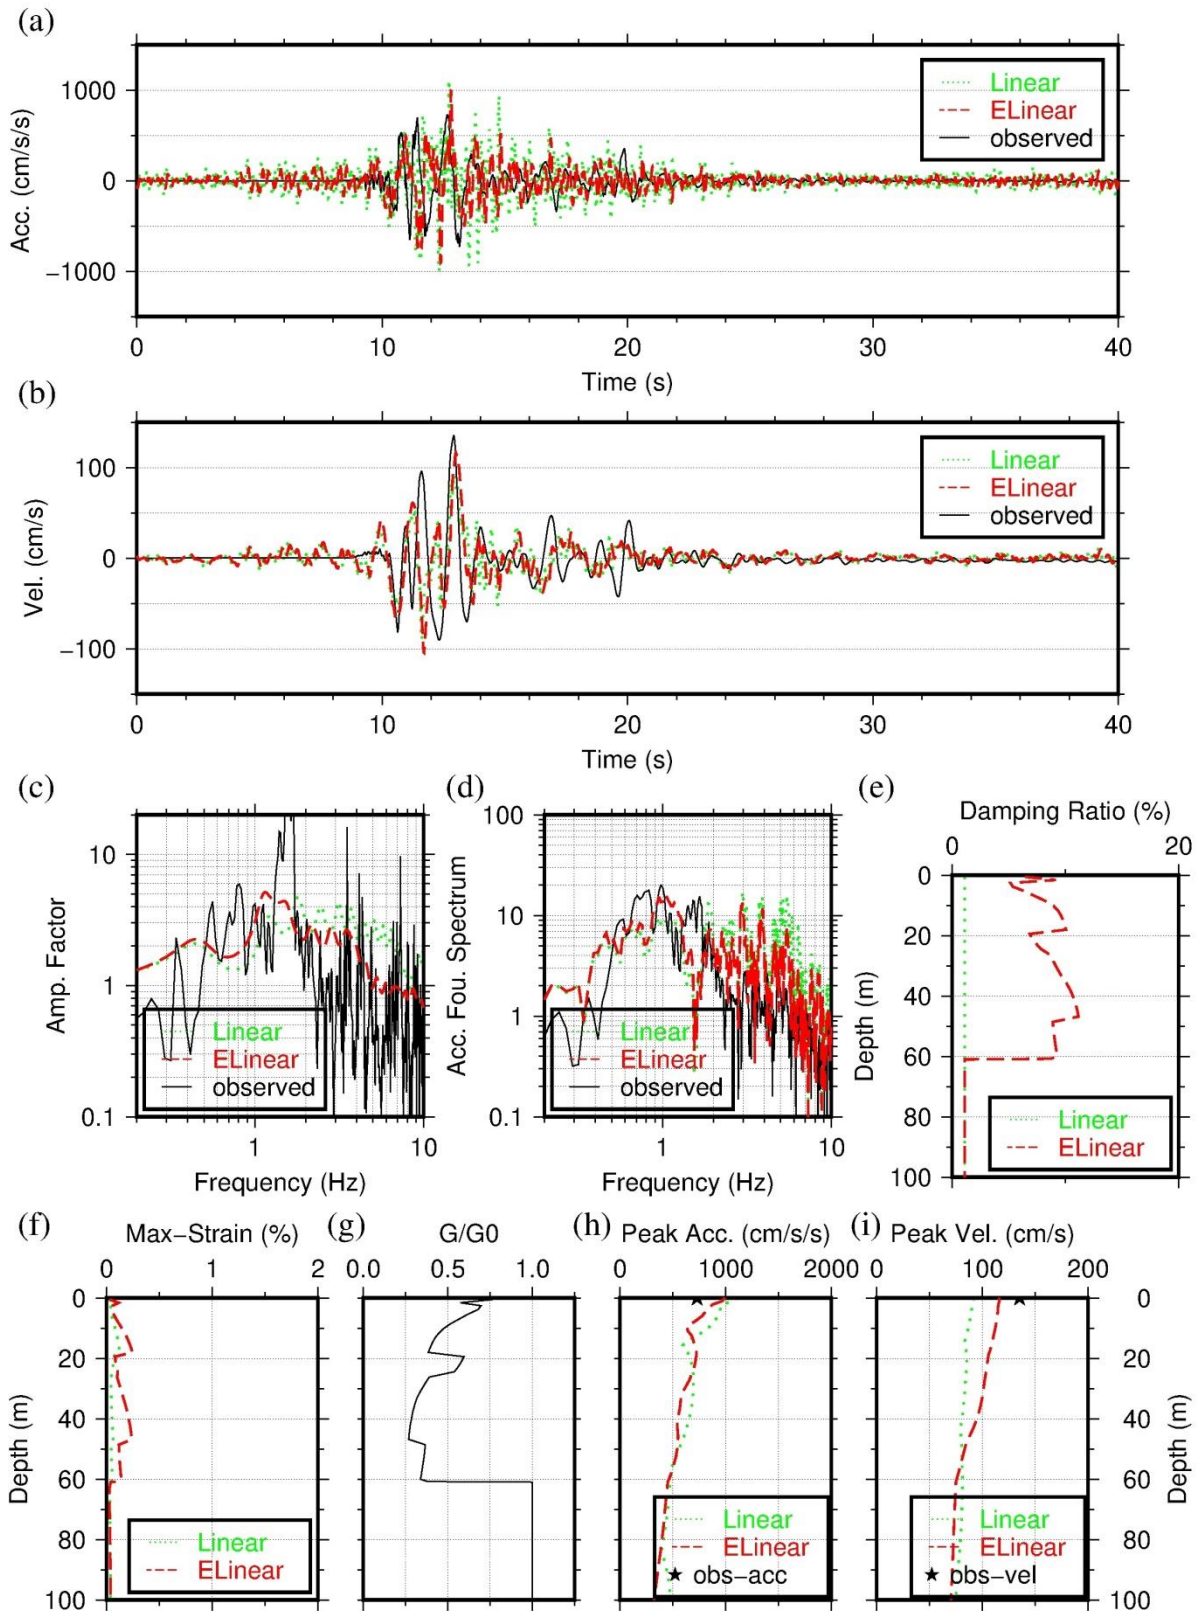 (a)
1000
0
−1000
Acc. (cm/s/s)
Linear
ELinear
observed
0 10 20 30 40
Time (s)
(b)
100
0
−100
Vel. (cm/s)
Linear
ELinear
observed
0 10 20 30 40
Time (s)
(c)
10
1
0.1
Amp. Factor
Linear
ELinear
observed
1 10
Frequency (Hz)
(d)
100
10
1
0.1
Acc. Fou. Spectrum
Linear
ELinear
observed
1 10
Frequency (Hz)
(e)
Damping Ratio (%)
0 20
0
20
40
60
80
100
Depth (m)
Linear
ELinear
(f)
Max−Strain (%)
0 1 2
0
20
40
60
80
100
Depth (m)
Linear
ELinear
(g)
G/G0
0.0 0.5 1.0
(h)
Peak Acc. (cm/s/s)
0 1000 2000
Linear
ELinear
★ obs−acc
(i)
Peak Vel. (cm/s)
0 100 200
0
20
40
60
80
100
Depth (m)
Linear
ELinear
★ obs−vel